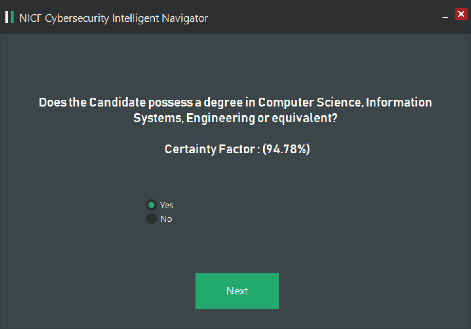 NICF Cybersecurity Intelligent Navigator
Does the Candidate possess a degree in Computer Science, Information
Systems, Engineering or equivalent?
Certainty Factor : (94.78%)
Yes
No
Next